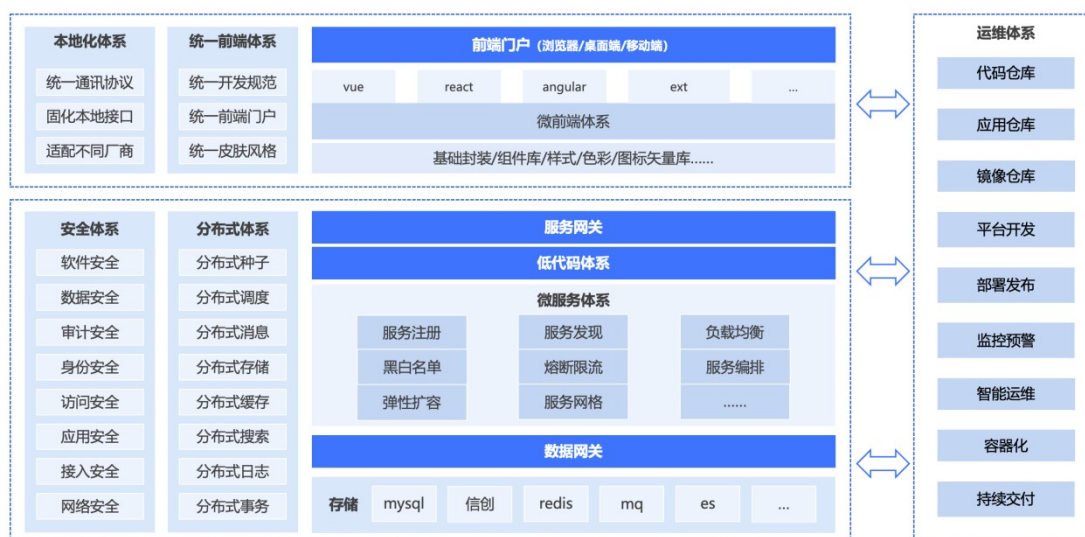 本地化体系
统一通讯协议
固化本地接口
适配不同厂商
统一前端体系
统一开发规范
统一前端门户
统一皮肤风格
前端门户（浏览器/桌面端/移动端）
vue react angular ext ...
微前端体系
基础封装/组件库/样式/色彩/图标矢量库......
安全体系
软件安全
数据安全
审计安全
身份安全
访问安全
应用安全
接入安全
网络安全
分布式体系
分布式种子
分布式调度
分布式消息
分布式存储
分布式缓存
分布式搜索
分布式日志
分布式事务
服务网关
低代码体系
微服务体系
服务注册 服务发现 负载均衡
黑白名单 熔断限流 服务编排
弹性扩容 服务网格 ......
数据网关
存储 mysql 信创 redis mq es ...
运维体系
代码仓库
应用仓库
镜像仓库
平台开发
部署发布
监控预警
智能运维
容器化
持续交付